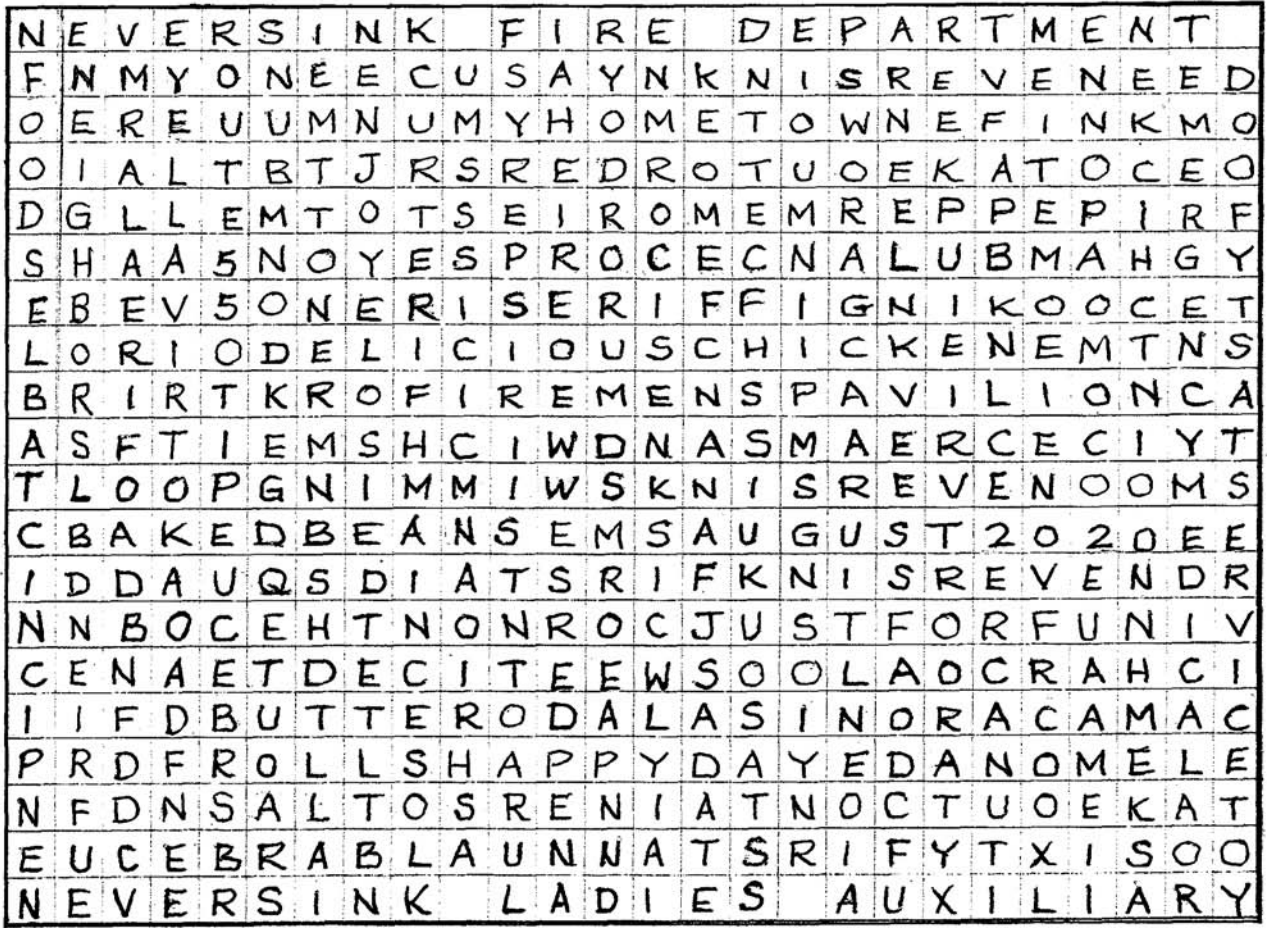 NEVERSINK FIRE DEPARTMENT
FNMYONEECUSAYNKNISREVENEED
OEREUUMNUMYHOMETOWNEFINKMO
OIALTBTJRSREDROTUOEKATOCEO
DGLLEMTOTSEIROMEMREPPEPIRF
SHAA5NOYESPROCECNALUBMAHGY
EBEV5ONERISERIFFIGNIKOOCET
LORIODELICIOUSCHICKENEMTNS
BRIRTKROFIREMENSPAVILIONCA
ASFTIEMSHCIWDNASMAERCECIYT
TLOOPGNIMMIWSKNISREVENOOMS
CBAKEDBEANSEMSAUGUST2020EE
IDDAUQSDIATSRIFKNISREVENDR
NNBOCEHTNONROCJUSTFORFUNIV
CENAETDECITEEWSOOLAOCRAHCI
IIFDBUTTERODALASINORACAMAC
PRDFROLLSHAPPYDAYEDANOMELE
NFDNSALTOSRENIATNOCTUOEKAT
EUCEBRABLAUNNATSRIFYTXISOO
NEVERSINK LADIES AUXILIARY